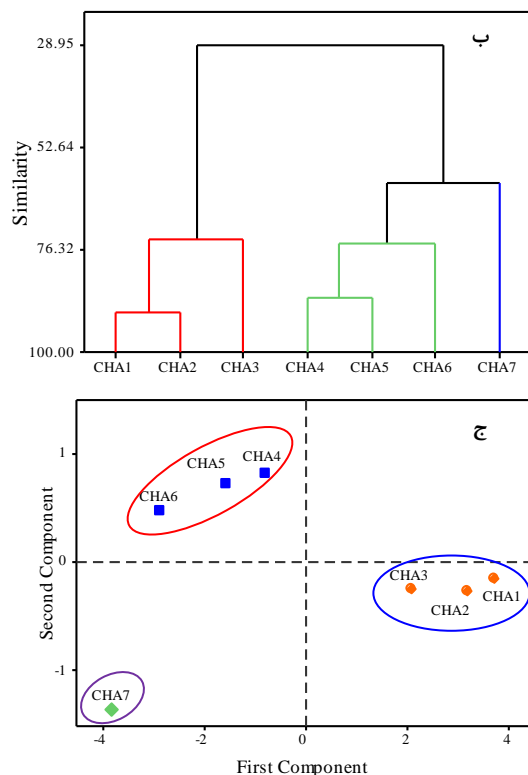 ب
28.95
52.64
76.32
100.00
Similarity
CHA1 CHA2 CHA3 CHA4 CHA5 CHA6 CHA7
ج
1
0
-1
Second Component
CHA4
CHA5
CHA6
CHA3
CHA1
CHA2
CHA7
-4 -2 0 2 4
First Component